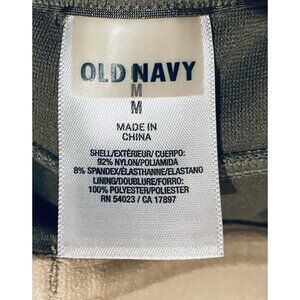 OLD NAVY
M
M
MADE IN
CHINA
SHELL/EXTÉRIEUR/ CUERPO:
92% NYLON/POLIAMIDA
8% SPANDEX/ÉLASTHANNE/ELASTANO
LINING/DOUBLURE/FORRO:
100% POLYESTER/POLIÉSTER
RN 54023 / CA 17897